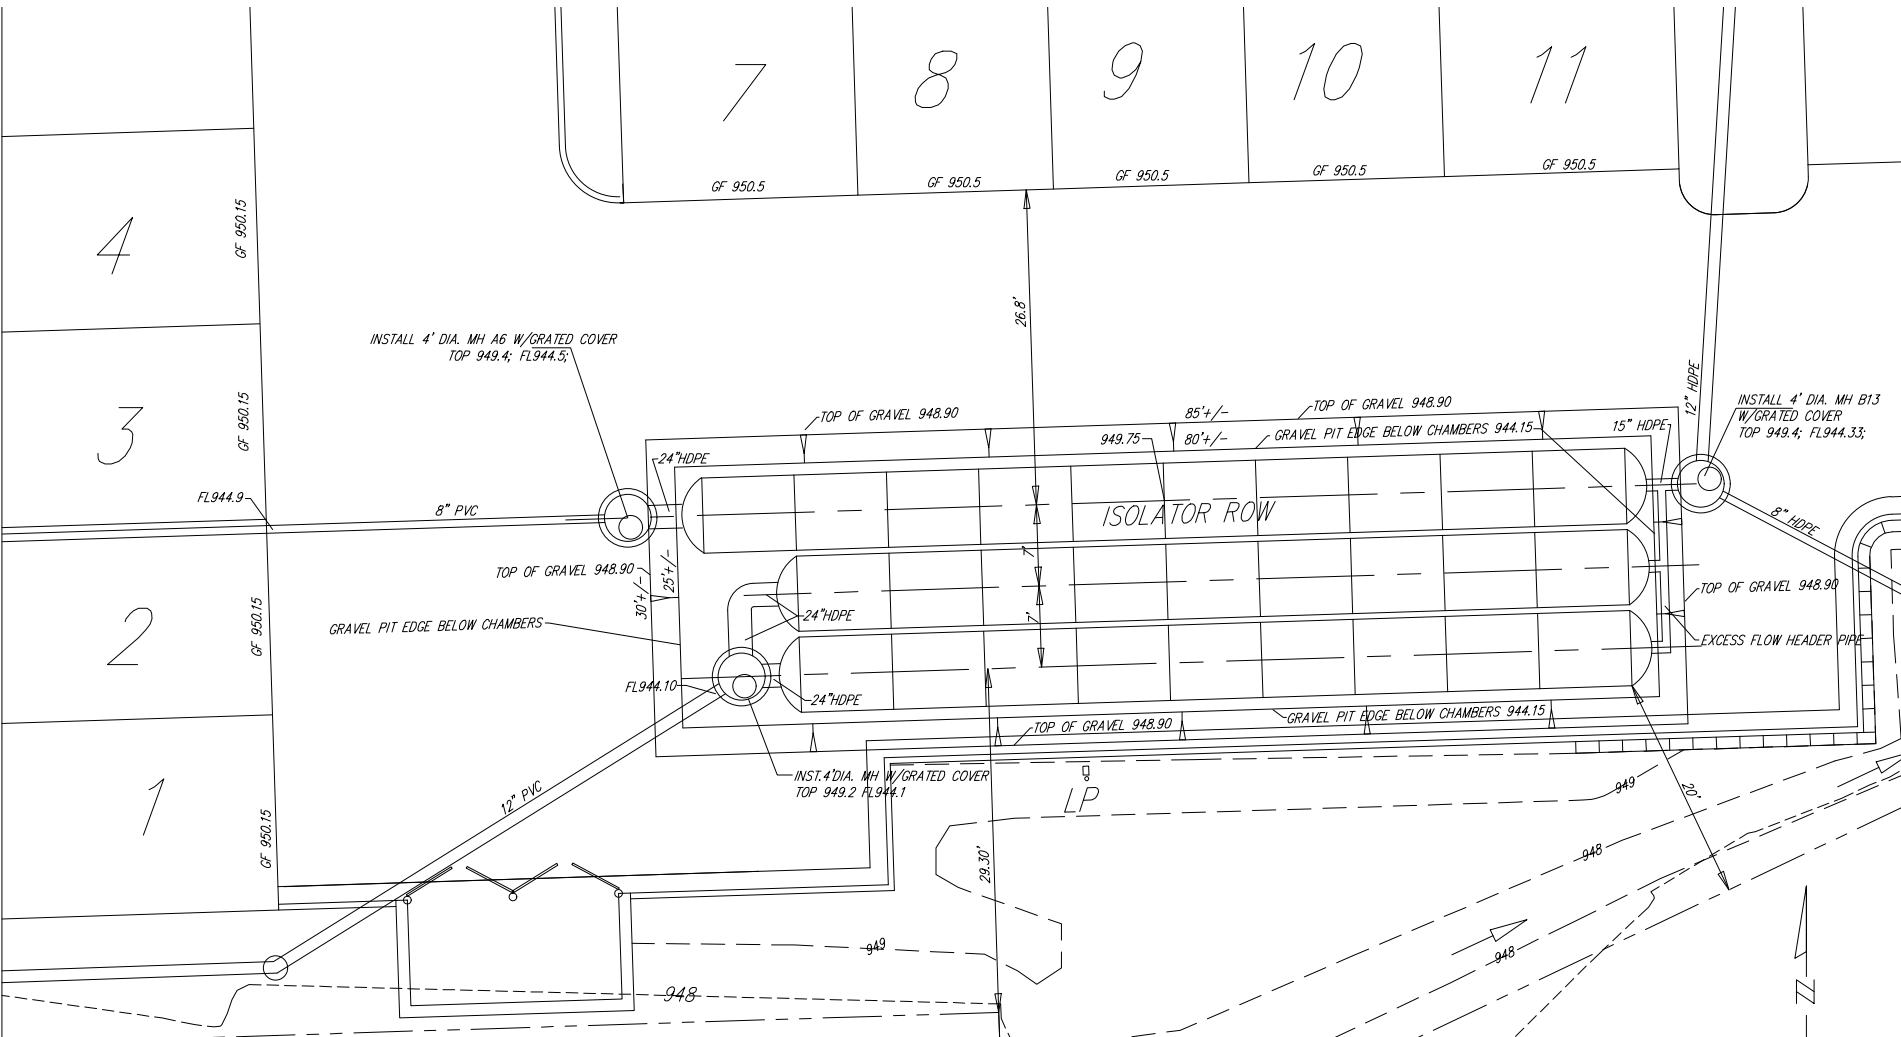 7
8
9
10
11
GF 950.5
GF 950.5
GF 950.5
GF 950.5
GF 950.5
4
GF 950.15
3
GF 950.15
2
GF 950.15
1
GF 950.15
26.8'
INSTALL 4' DIA. MH A6 W/GRATED COVER
TOP 949.4; FL944.5;
12" HDPE
INSTALL 4' DIA. MH B13
W/GRATED COVER
TOP 949.4; FL944.33;
TOP OF GRAVEL 948.90
85'+/-
TOP OF GRAVEL 948.90
949.75
80'+/-
GRAVEL PIT EDGE BELOW CHAMBERS 944.15
15" HDPE
24"HDPE
FL944.9
8" PVC
ISOLATOR ROW
8" HDPE
7'
TOP OF GRAVEL 948.90
30'+/-
25'+/-
TOP OF GRAVEL 948.90
7'
24"HDPE
GRAVEL PIT EDGE BELOW CHAMBERS
EXCESS FLOW HEADER PIPE
FL944.10
24"HDPE
GRAVEL PIT EDGE BELOW CHAMBERS 944.15
TOP OF GRAVEL 948.90
INST.4'DIA. MH W/GRATED COVER
TOP 949.2 FL944.1
12" PVC
LP
949
20'
29.30'
948
949
948
948
N